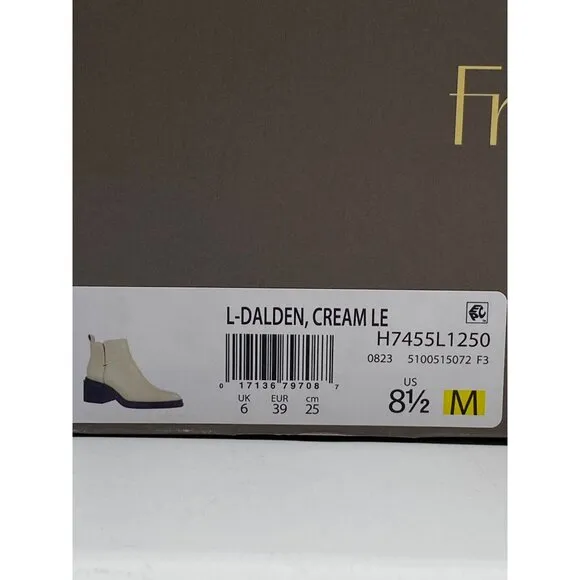 Fr
L-DALDEN, CREAM LE
H7455L1250
0823 5100515072 F3
0 17136 79708 7
UK EUR cm
6 39 25
US
8½ M